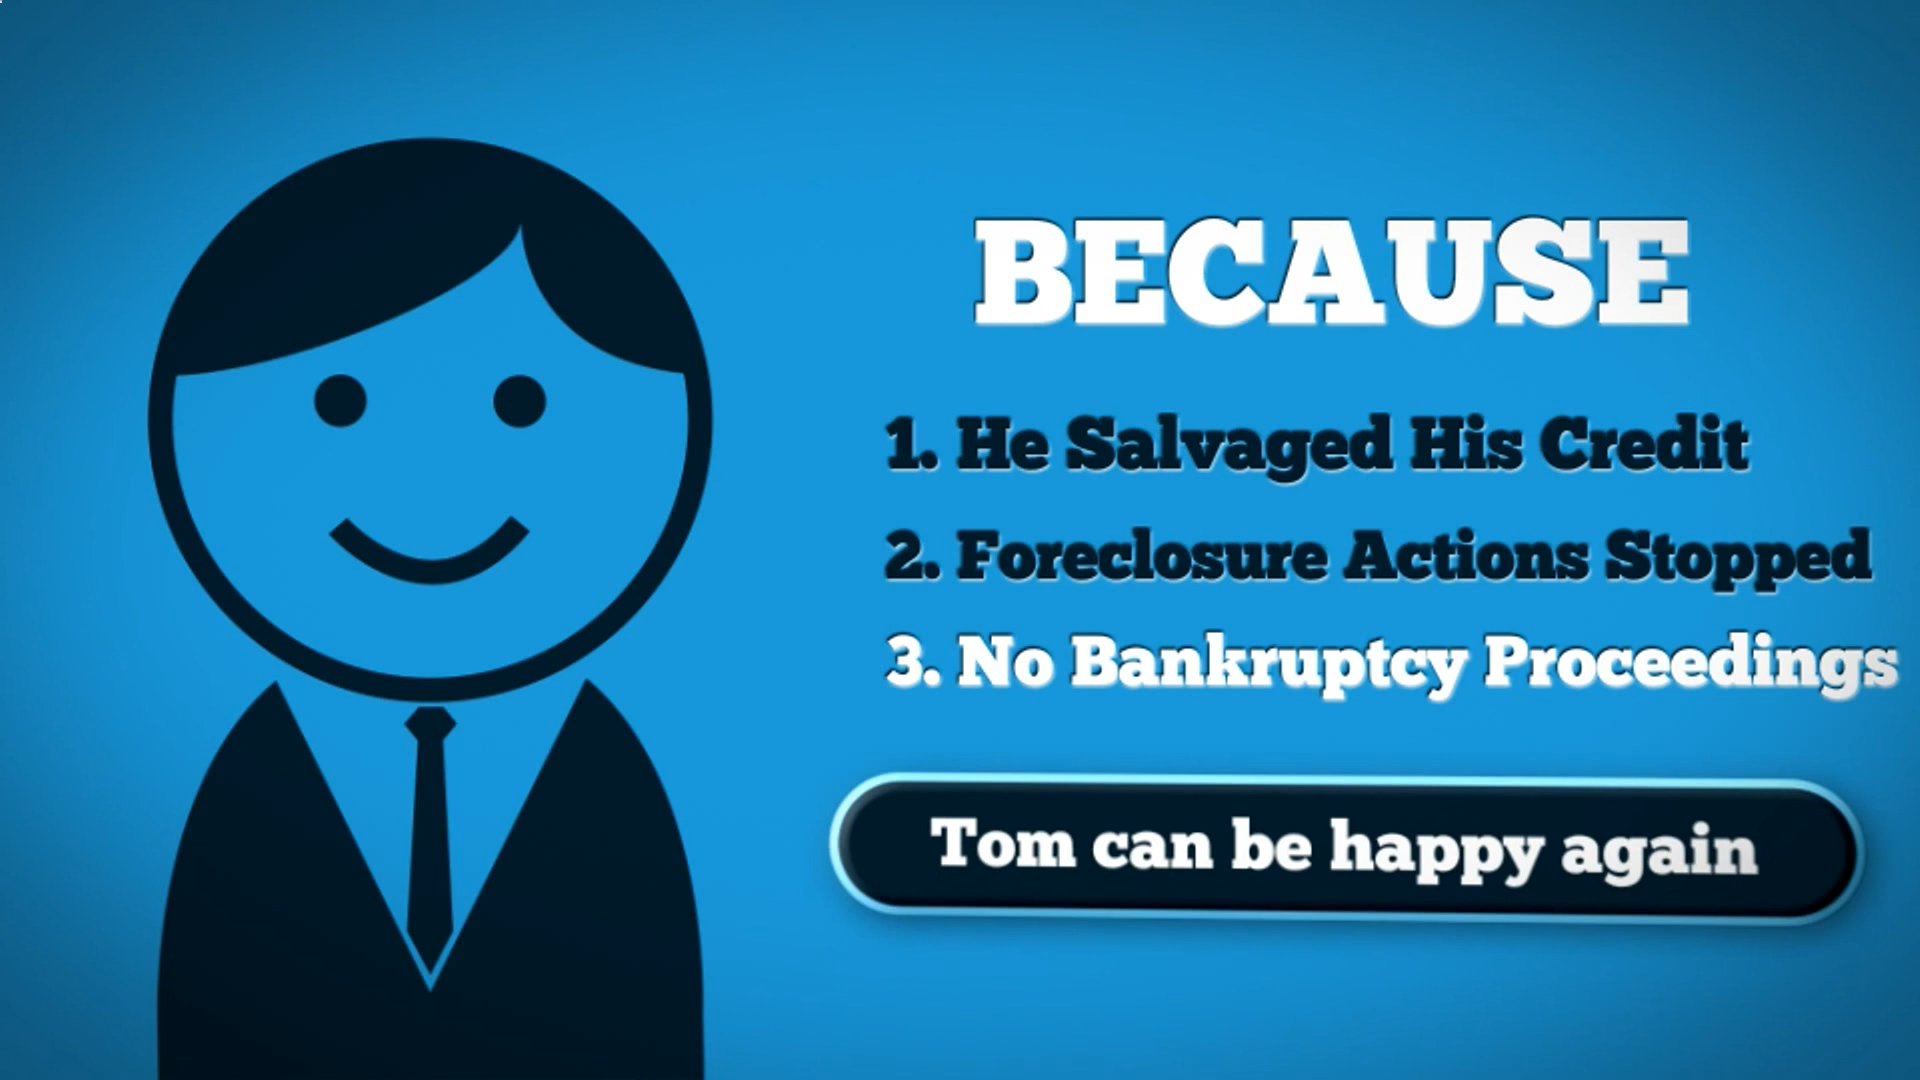 BECAUSE
1. He Salvaged His Credit
2. Foreclosure Actions Stopped
3. No Bankruptcy Proceedings
Tom can be happy again